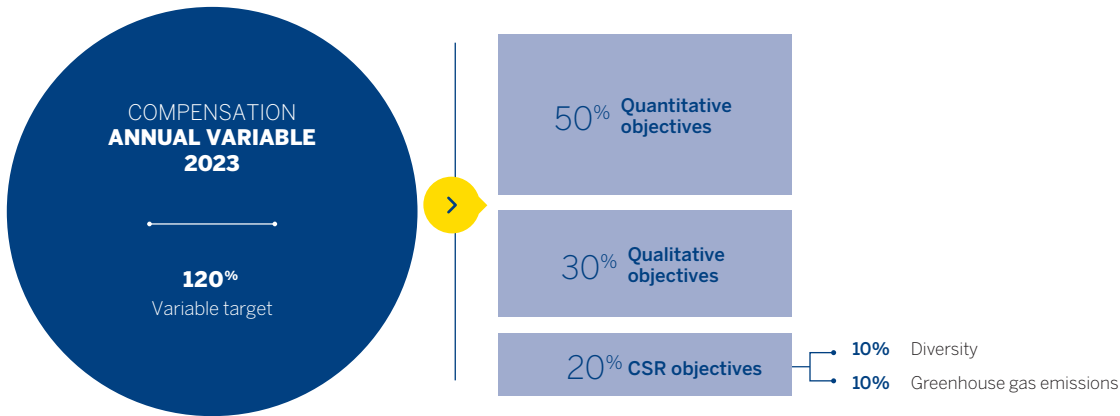 COMPENSATION
ANNUAL VARIABLE
2023
120%
Variable target
50% Quantitative
objectives
30% Qualitative
objectives
20% CSR objectives
10% Diversity
10% Greenhouse gas emissions